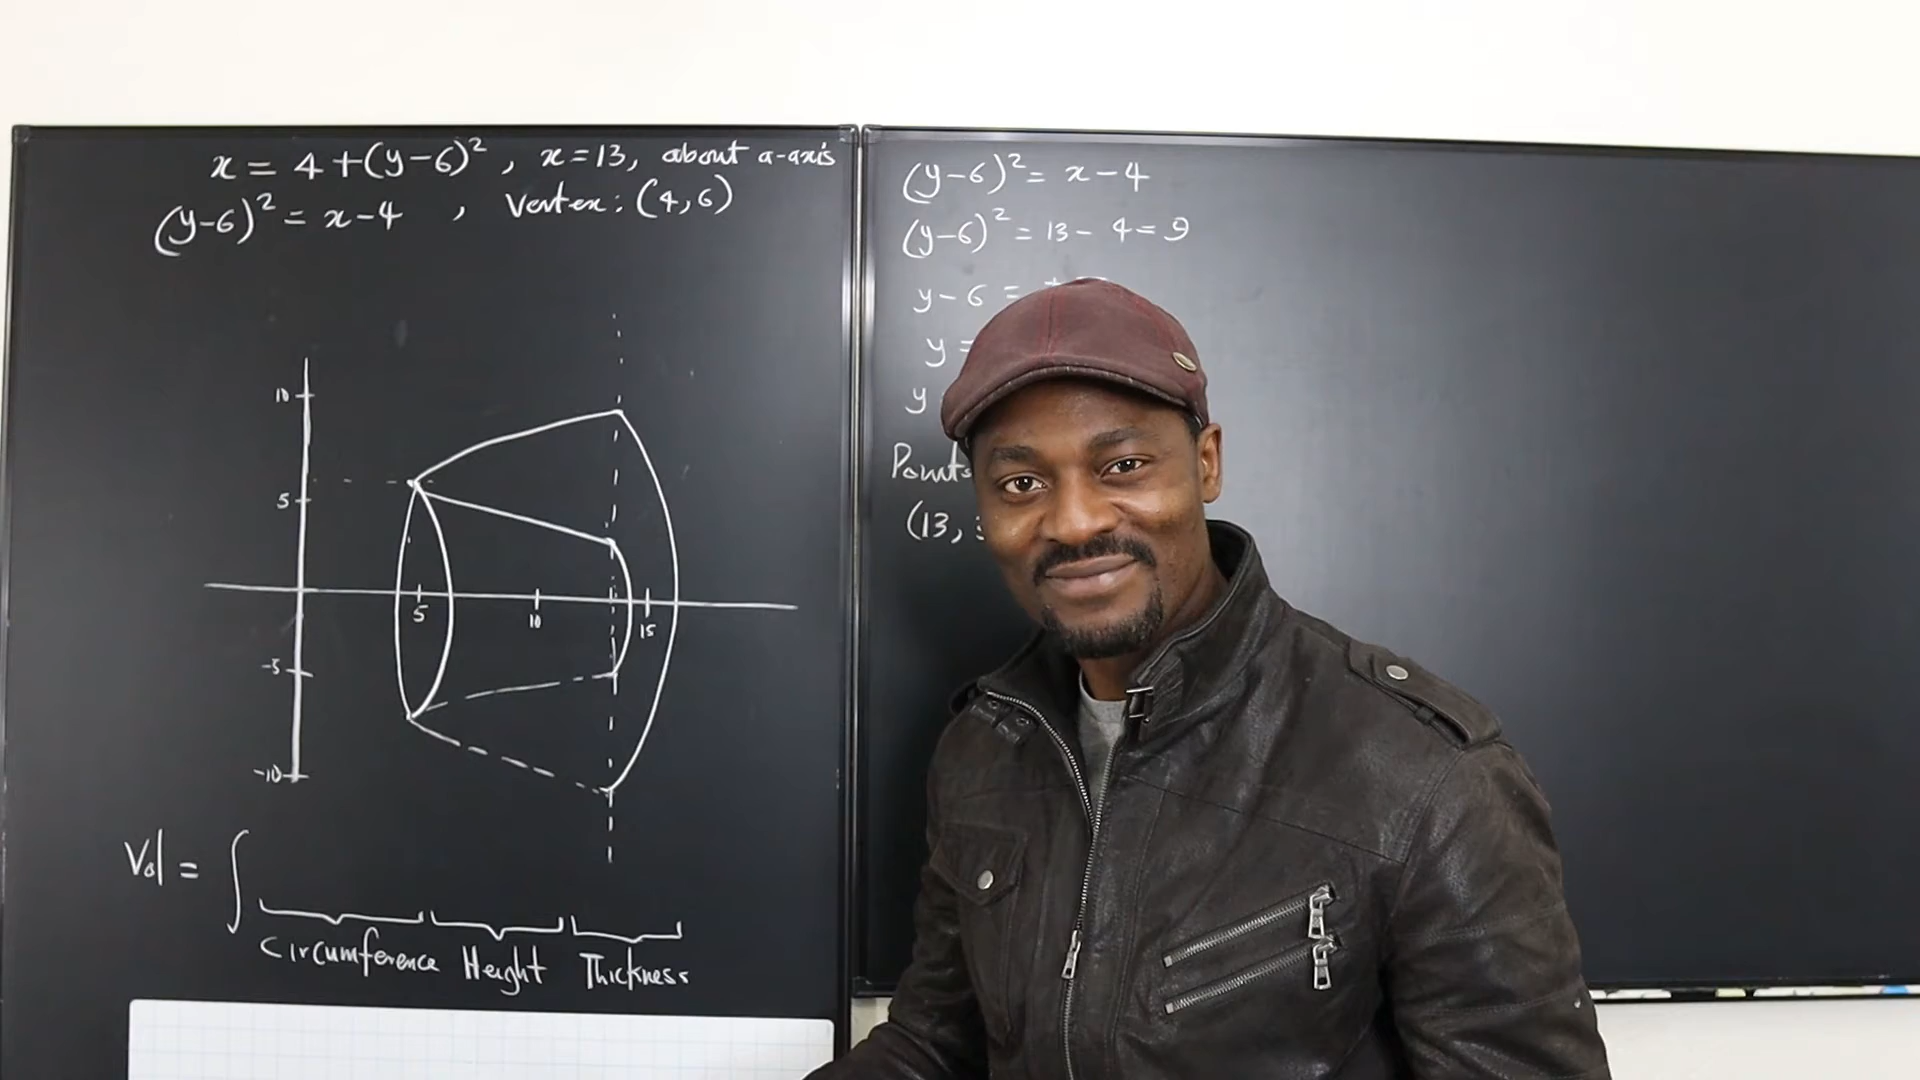 x = 4 + (y-6)², x = 13, about a-axis
(y-6)² = x-4 , Vertex: (4,6)
10
5
5
10
15
-5
-10
Vol = ∫
Circumference Height Thickness
(y-6)² = x-4
(y-6)² = 13-4=9
y-6 =
y =
y
Points
(13,